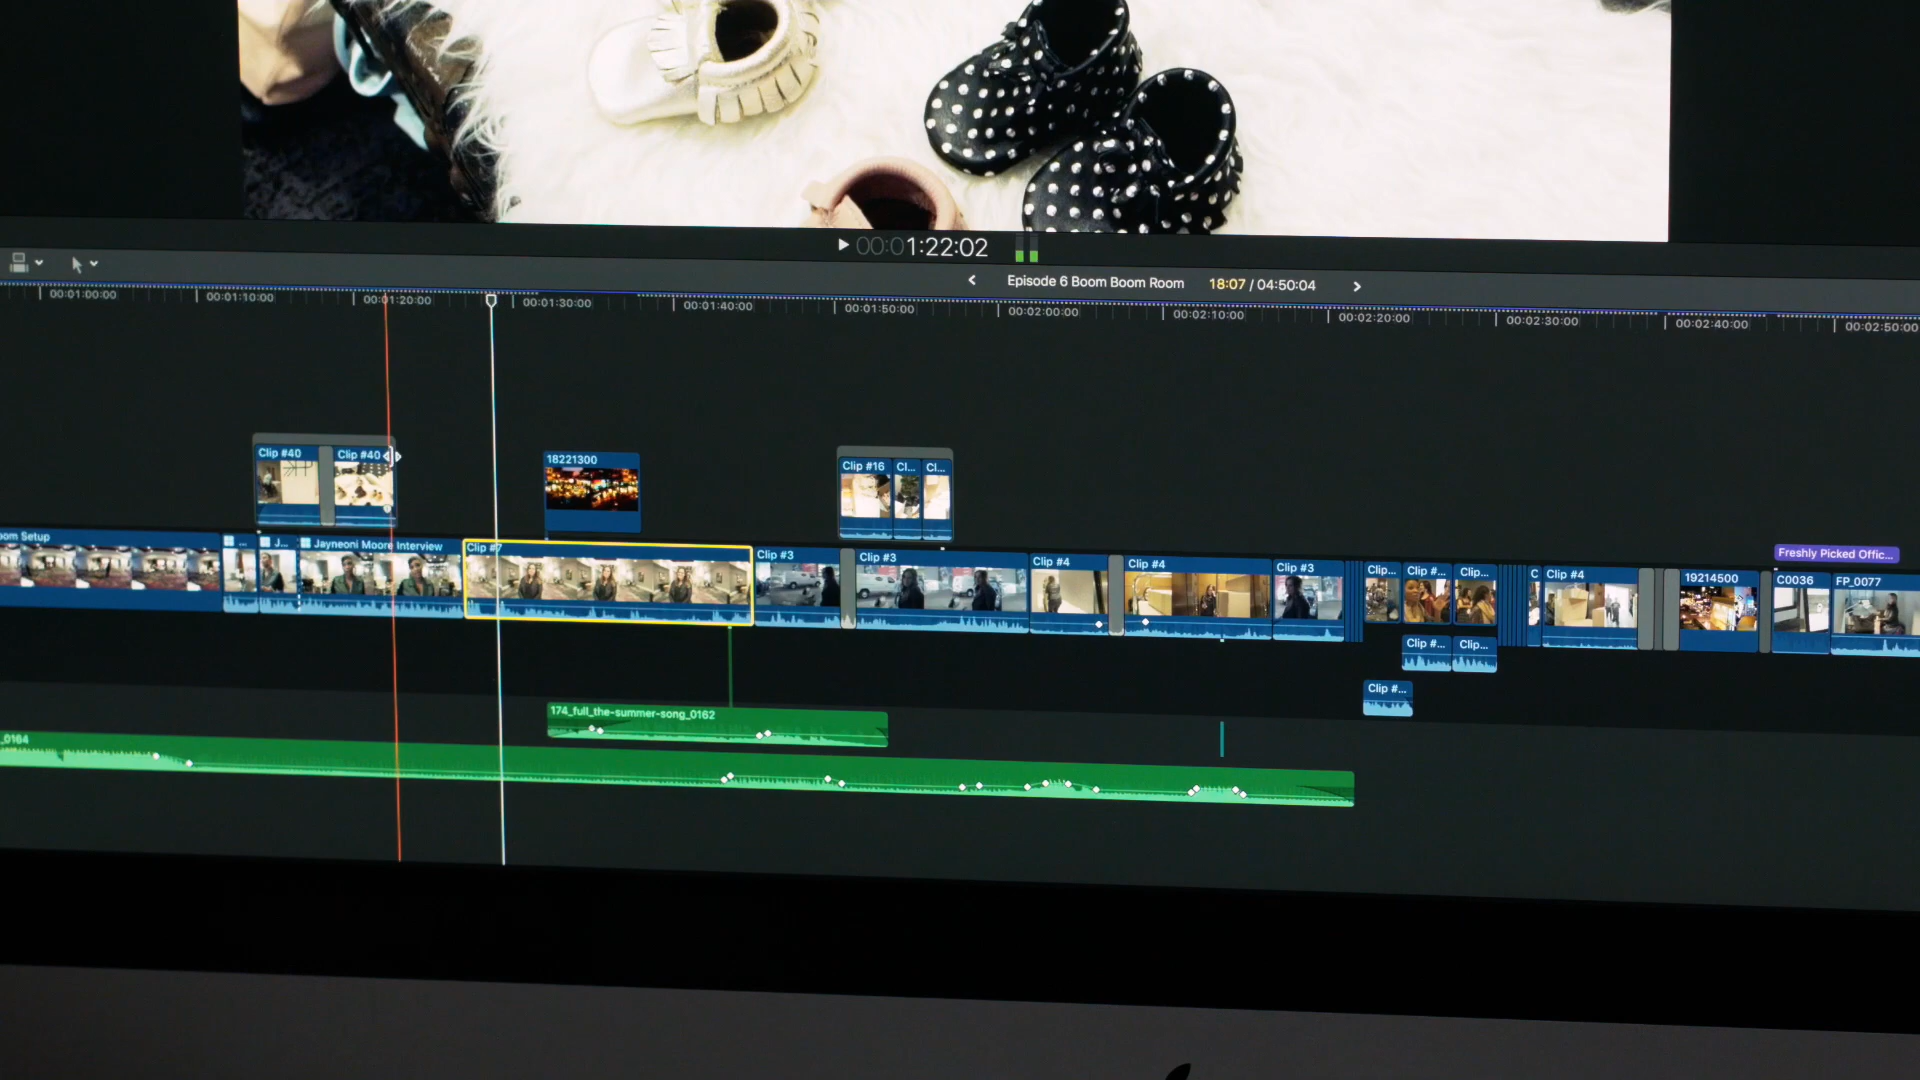 00:01:22:02
Episode 6 Boom Boom Room 18:07 / 04:50:04
00:01:00:00 00:01:10:00 00:01:20:00 00:01:30:00 00:01:40:00 00:01:50:00 00:02:00:00 00:02:10:00 00:02:20:00 00:02:30:00 00:02:40:00 00:02:50:00
Clip #40 Clip #40 18221300 Clip #16 Cl... Cl...
oom Setup ... J... Jayneoni Moore Interview Clip #7 Clip #3 Clip #3 Clip #4 Clip #4 Clip #3 Clip... Clip #... Clip... C Clip #4 19214500 C0036 FP_0077
Freshly Picked Offic...
Clip #... Clip...
Clip #...
174_full_the-summer-song_0162
_0164